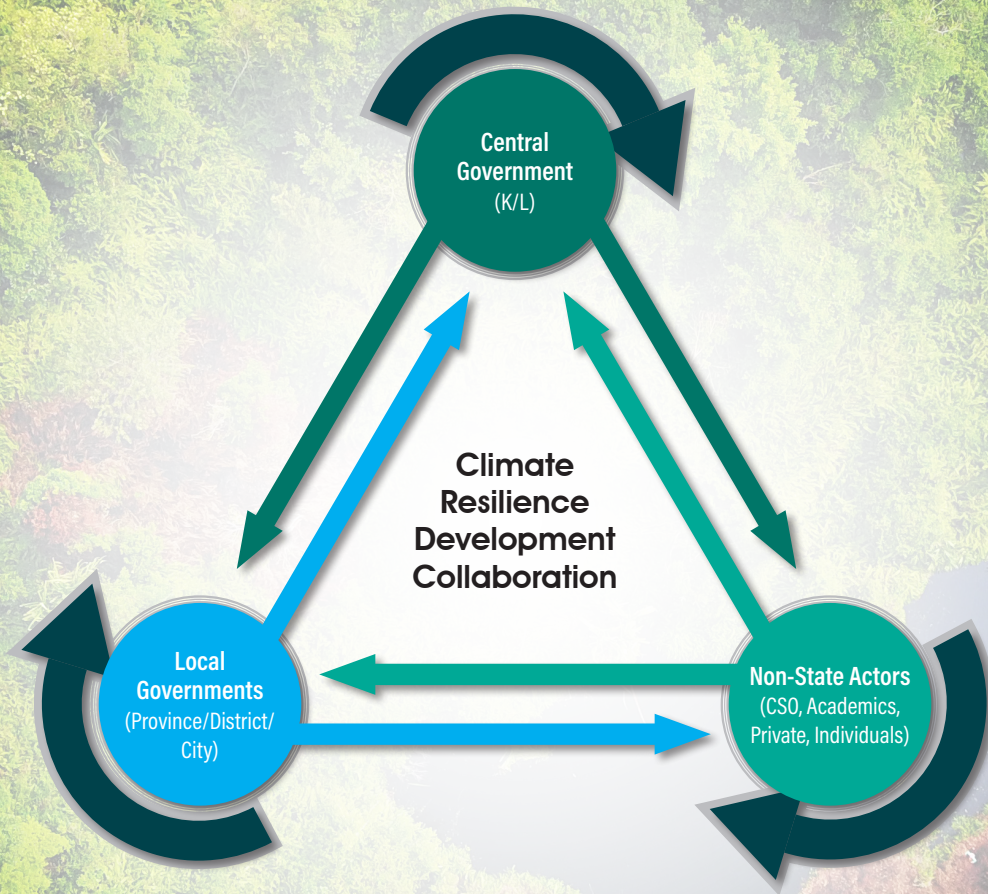 Central
Government
(K/L)
Climate
Resilience
Development
Collaboration
Local
Governments
(Province/District/
City)
Non-State Actors
(CSO, Academics,
Private, Individuals)